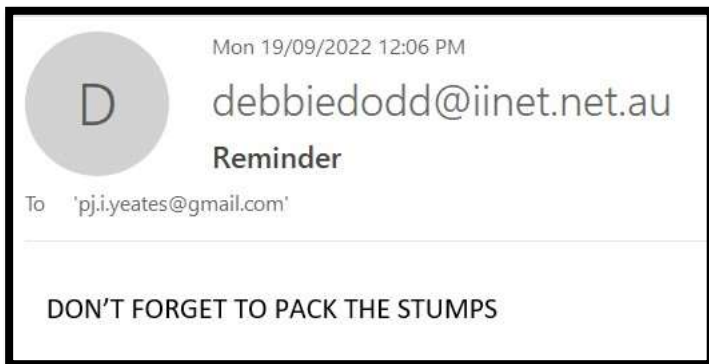 Mon 19/09/2022 12:06 PM
D
debbiedodd@iinet.net.au
Reminder
To 'pj.i.yeates@gmail.com'
DON'T FORGET TO PACK THE STUMPS